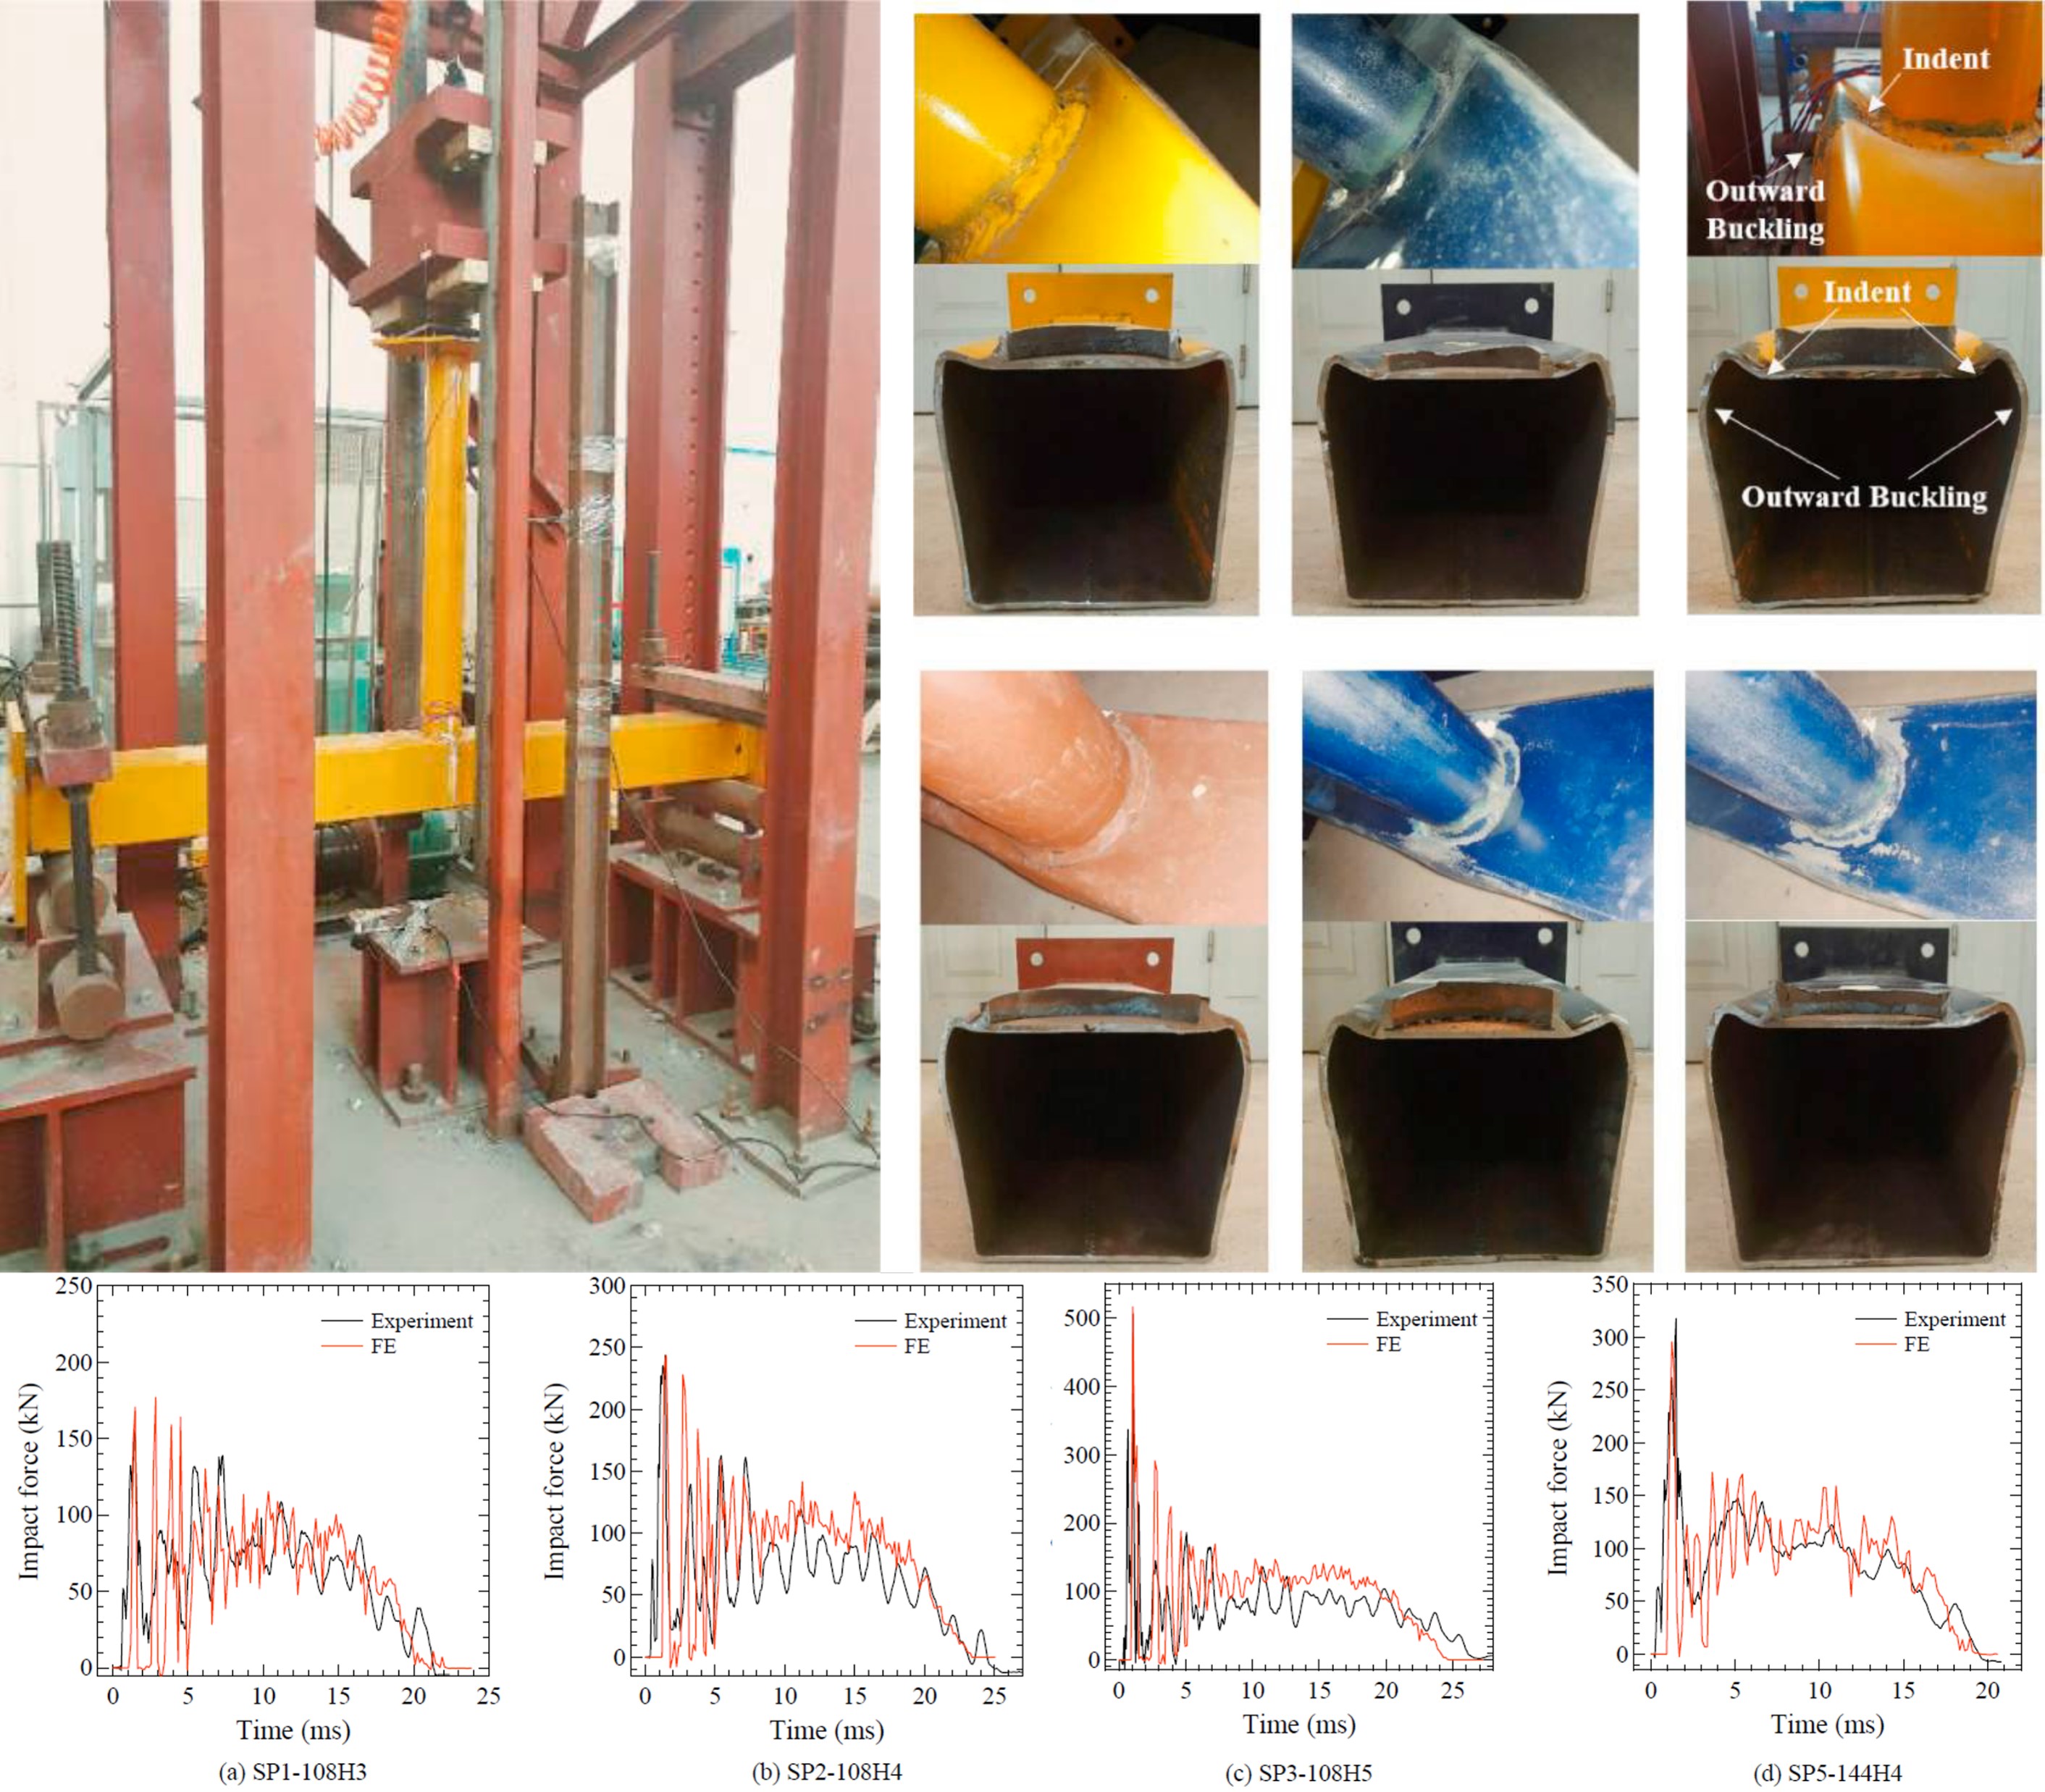 Indent
Outward
Buckling
Indent
Outward Buckling
250
200
150
100
50
0
0 5 10 15 20 25
Impact force (kN)
Time (ms)
Experiment
FE
(a) SP1-108H3
300
250
200
150
100
50
0
0 5 10 15 20 25
Impact force (kN)
Time (ms)
Experiment
FE
(b) SP2-108H4
500
400
300
200
100
0
0 5 10 15 20 25
Time (ms)
Experiment
FE
(c) SP3-108H5
350
300
250
200
150
100
50
0
0 5 10 15 20
Impact force (kN)
Time (ms)
Experiment
FE
(d) SP5-144H4